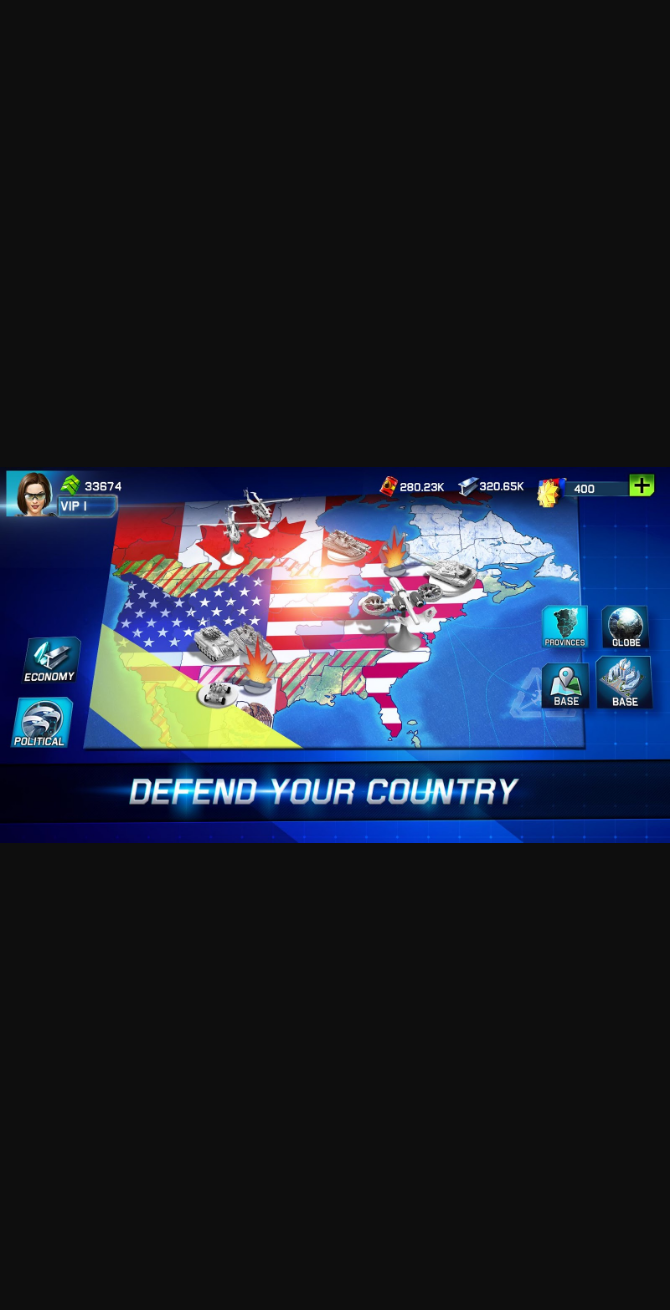 33674
VIP I
280.23K
320.65K
400
PROVINCES
GLOBE
ECONOMY
BASE
BASE
POLITICAL
DEFEND YOUR COUNTRY